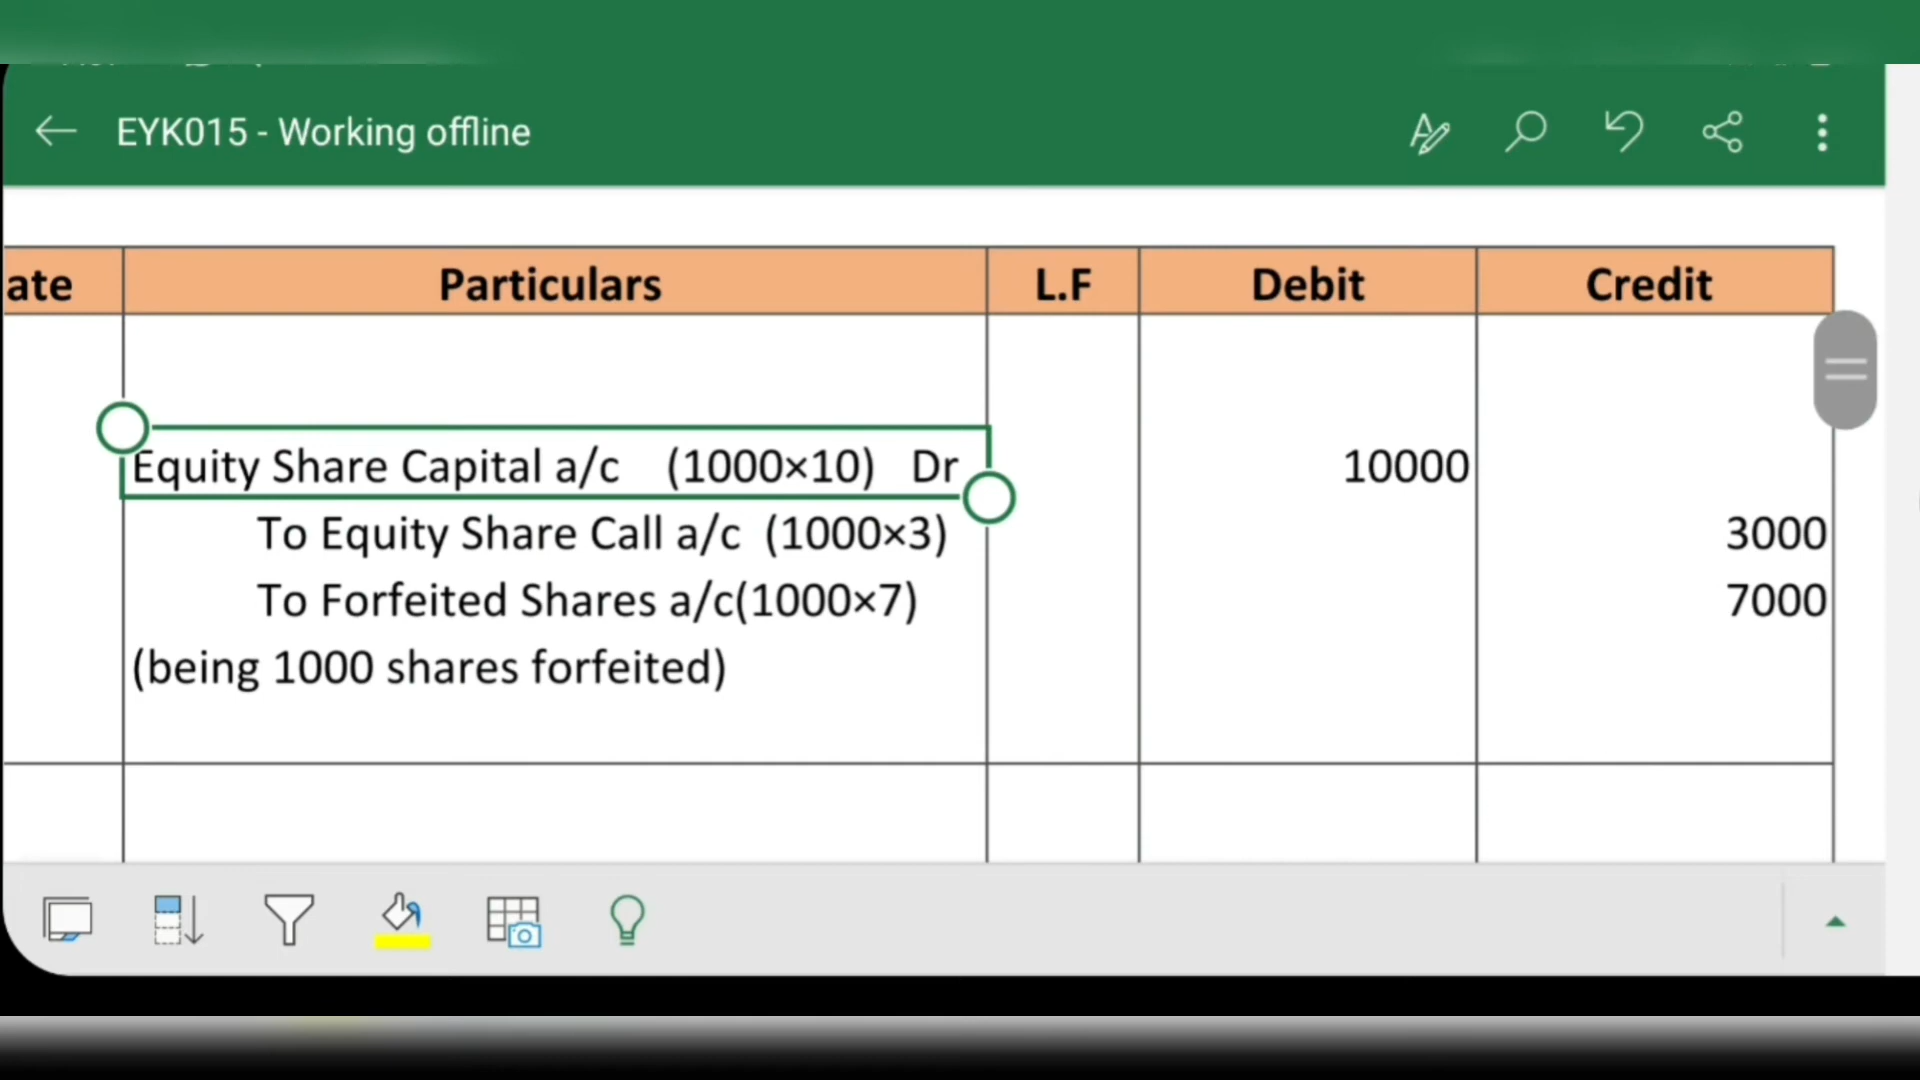 EYK015 - Working offline
ate Particulars L.F Debit Credit
Equity Share Capital a/c (1000×10) Dr 10000
To Equity Share Call a/c (1000×3) 3000
To Forfeited Shares a/c(1000×7) 7000
(being 1000 shares forfeited)